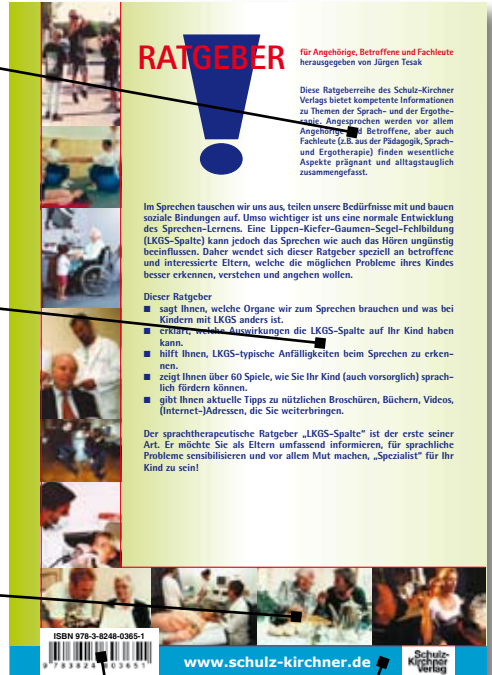 RATGEBER
für Angehörige, Betroffene und Fachleute
herausgegeben von Jürgen Tesak
Diese Ratgeberreihe des Schulz-Kirchner
Verlags bietet kompetente Informationen
zu Themen der Sprach- und der Ergothe-
rapie. Angesprochen werden vor allem
Angehörige und Betroffene, aber auch
Fachleute (z.B. aus der Pädagogik, Sprach-
und Ergotherapie) finden wesentliche
Aspekte prägnant und alltagstauglich
zusammengefasst.
Im Sprechen tauschen wir uns aus, teilen unsere Bedürfnisse mit und bauen
soziale Bindungen auf. Umso wichtiger ist uns eine normale Entwicklung
des Sprechen-Lernens. Eine Lippen-Kiefer-Gaumen-Segel-Fehlbildung
(LKGS-Spalte) kann jedoch das Sprechen wie auch das Hören ungünstig
beeinflussen. Daher wendet sich dieser Ratgeber speziell an betroffene
und interessierte Eltern, welche die möglichen Probleme ihres Kindes
besser erkennen, verstehen und angehen wollen.
Dieser Ratgeber
■ sagt Ihnen, welche Organe wir zum Sprechen brauchen und was bei
Kindern mit LKGS anders ist.
■ erklärt, welche Auswirkungen die LKGS-Spalte auf Ihr Kind haben
kann.
■ hilft Ihnen, LKGS-typische Anfälligkeiten beim Sprechen zu erken-
nen.
■ zeigt Ihnen über 60 Spiele, wie Sie Ihr Kind (auch vorsorglich) sprach-
lich fördern können.
■ gibt Ihnen aktuelle Tipps zu nützlichen Broschüren, Büchern, Videos,
(Internet-)Adressen, die Sie weiterbringen.
Der sprachtherapeutische Ratgeber „LKGS-Spalte" ist der erste seiner
Art. Er möchte Sie als Eltern umfassend informieren, für sprachliche
Probleme sensibilisieren und vor allem Mut machen, „Spezialist" für Ihr
Kind zu sein!
ISBN 978-3-8248-0365-1
9 783824 803651
www.schulz-kirchner.de
Schulz-
Kirchner
Verlag